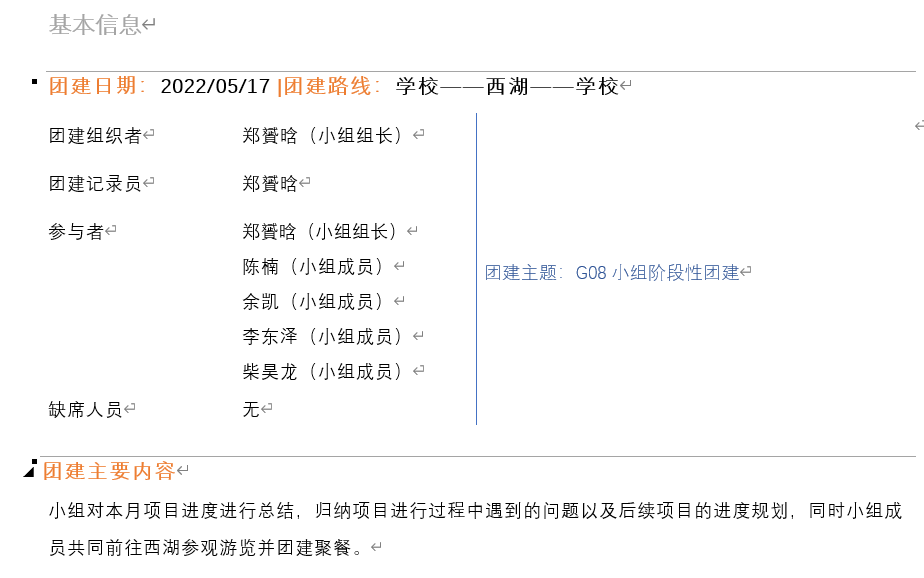 基本信息
团建日期：2022/05/17 |团建路线：学校——西湖——学校
团建组织者 郑赟晗（小组组长）
团建记录员 郑赟晗
参与者 郑赟晗（小组组长）
陈楠（小组成员）
余凯（小组成员）
李东泽（小组成员）
柴昊龙（小组成员）
缺席人员 无
团建主题：G08 小组阶段性团建
团建主要内容
小组对本月项目进度进行总结，归纳项目进行过程中遇到的问题以及后续项目的进度规划，同时小组成
员共同前往西湖参观游览并团建聚餐。